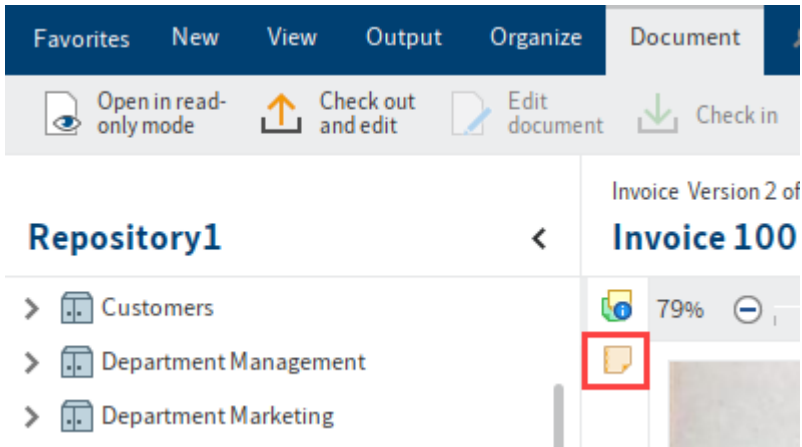 Favorites New View Output Organize Document
Open in read-
only mode
Check out
and edit
Edit
document
Check in
Invoice Version 2 of
Repository1
Invoice 100
Customers
79%
Department Management
Department Marketing